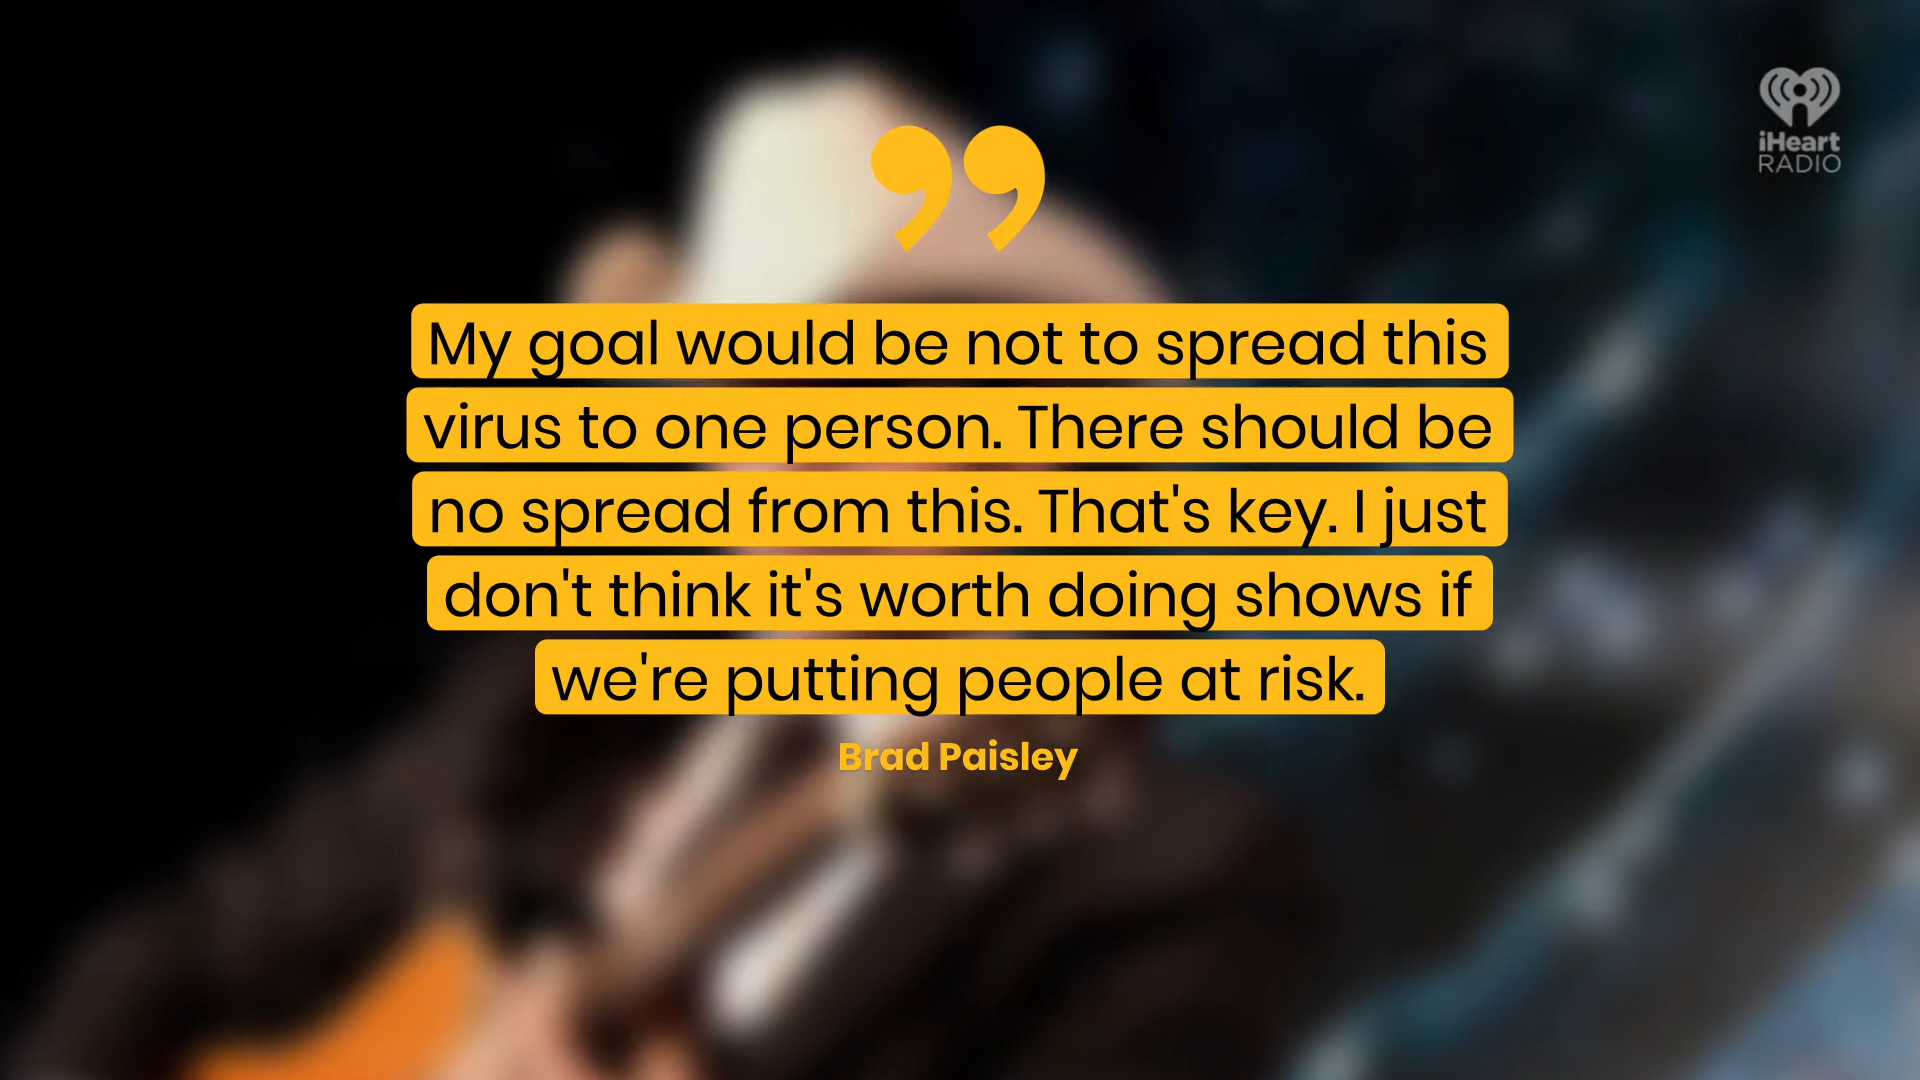 iHeart
RADIO
”
My goal would be not to spread this
virus to one person. There should be
no spread from this. That's key. I just
don't think it's worth doing shows if
we're putting people at risk.
Brad Paisley